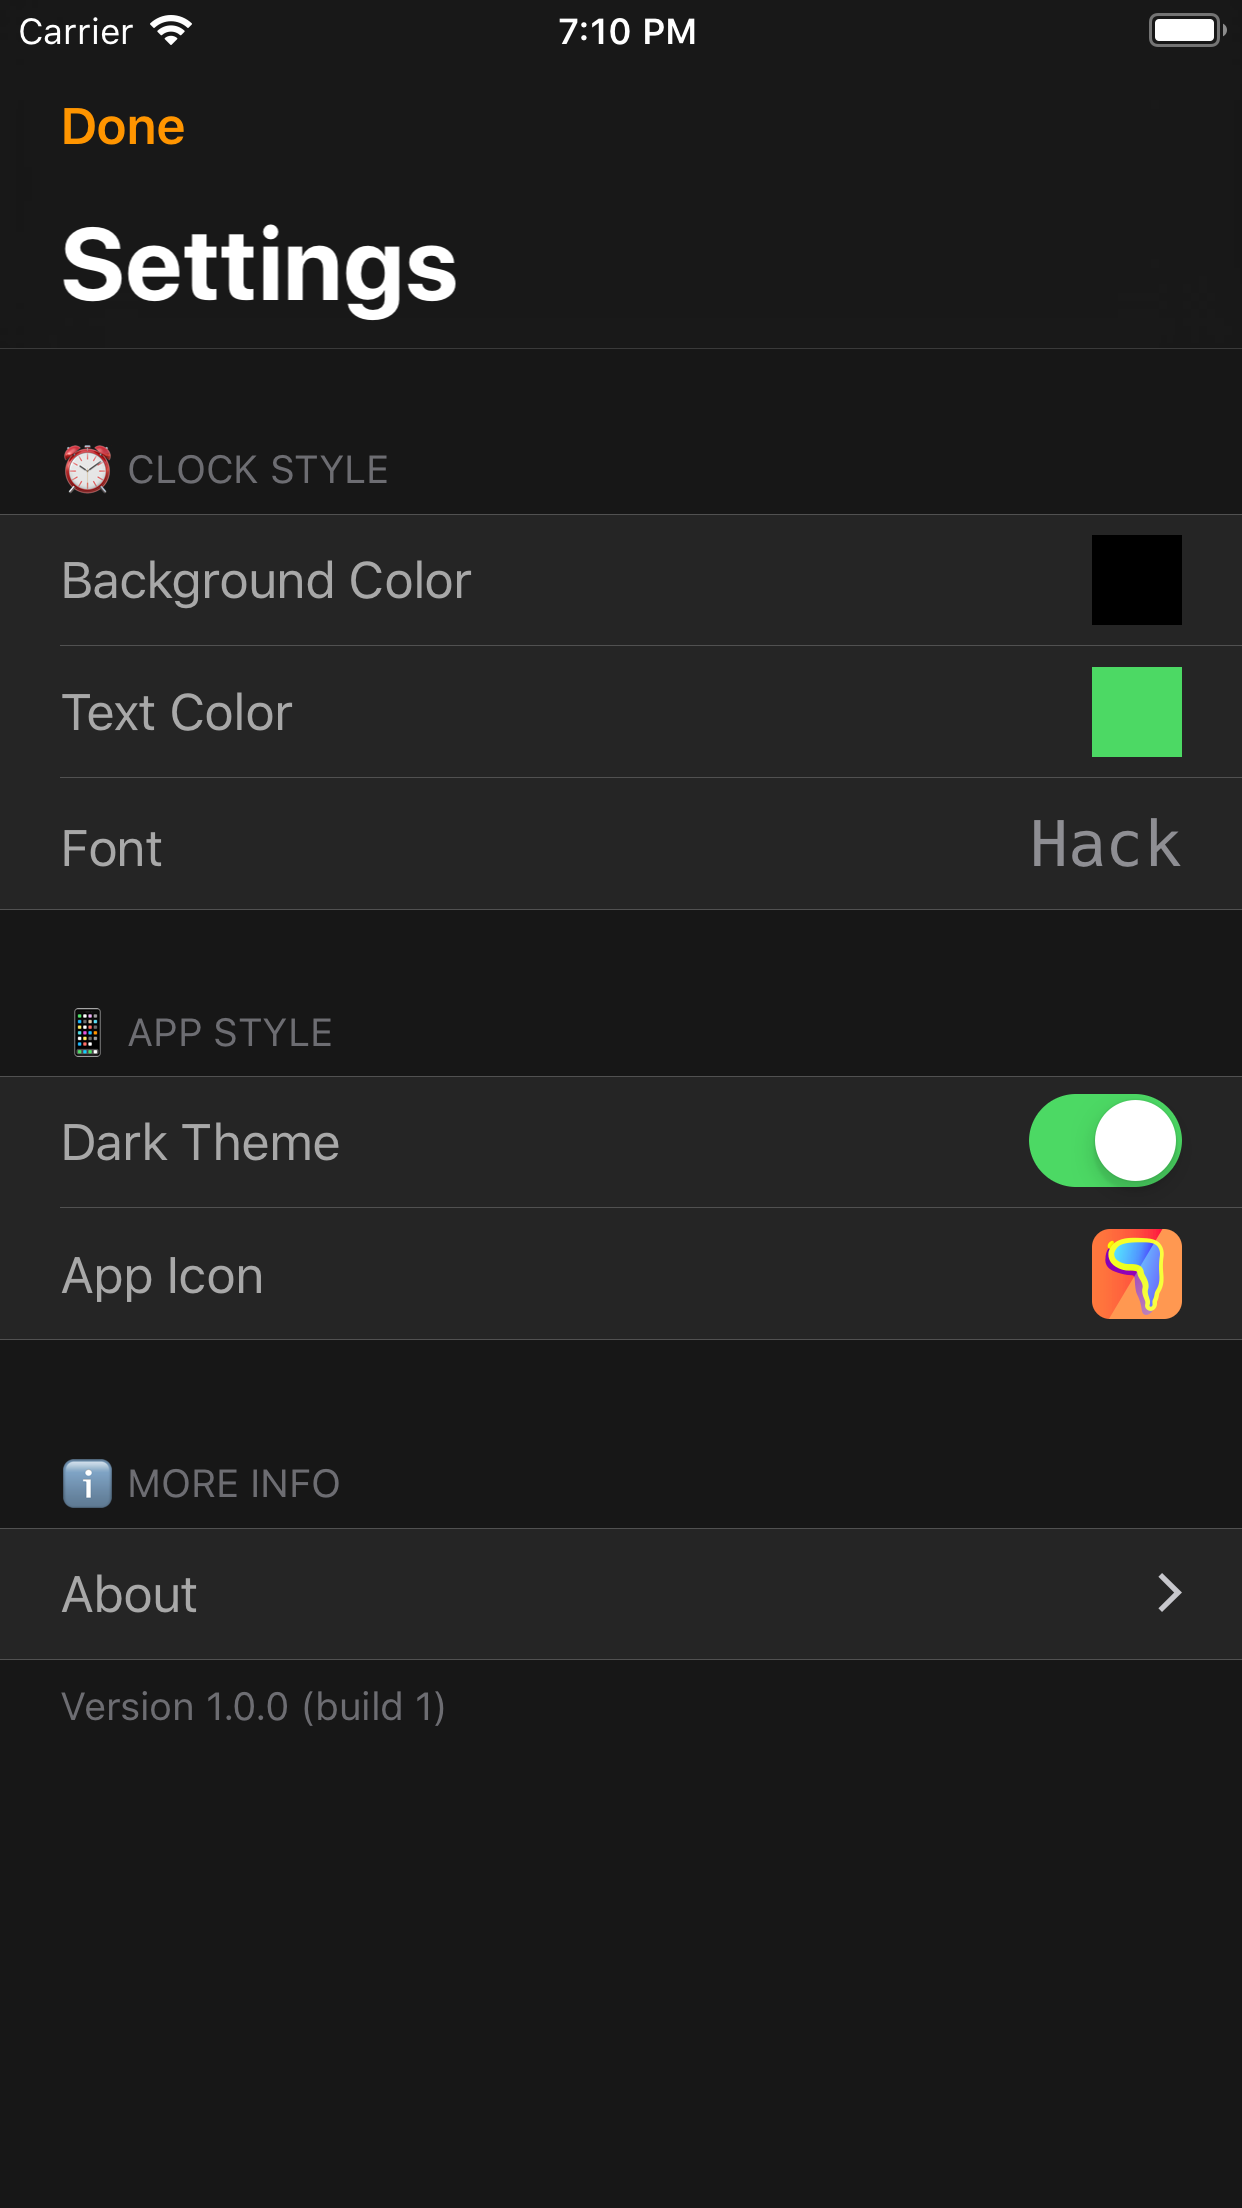 Carrier 7:10 PM
Done
Settings
CLOCK STYLE
Background Color
Text Color
Font Hack
APP STYLE
Dark Theme
App Icon
MORE INFO
About
Version 1.0.0 (build 1)